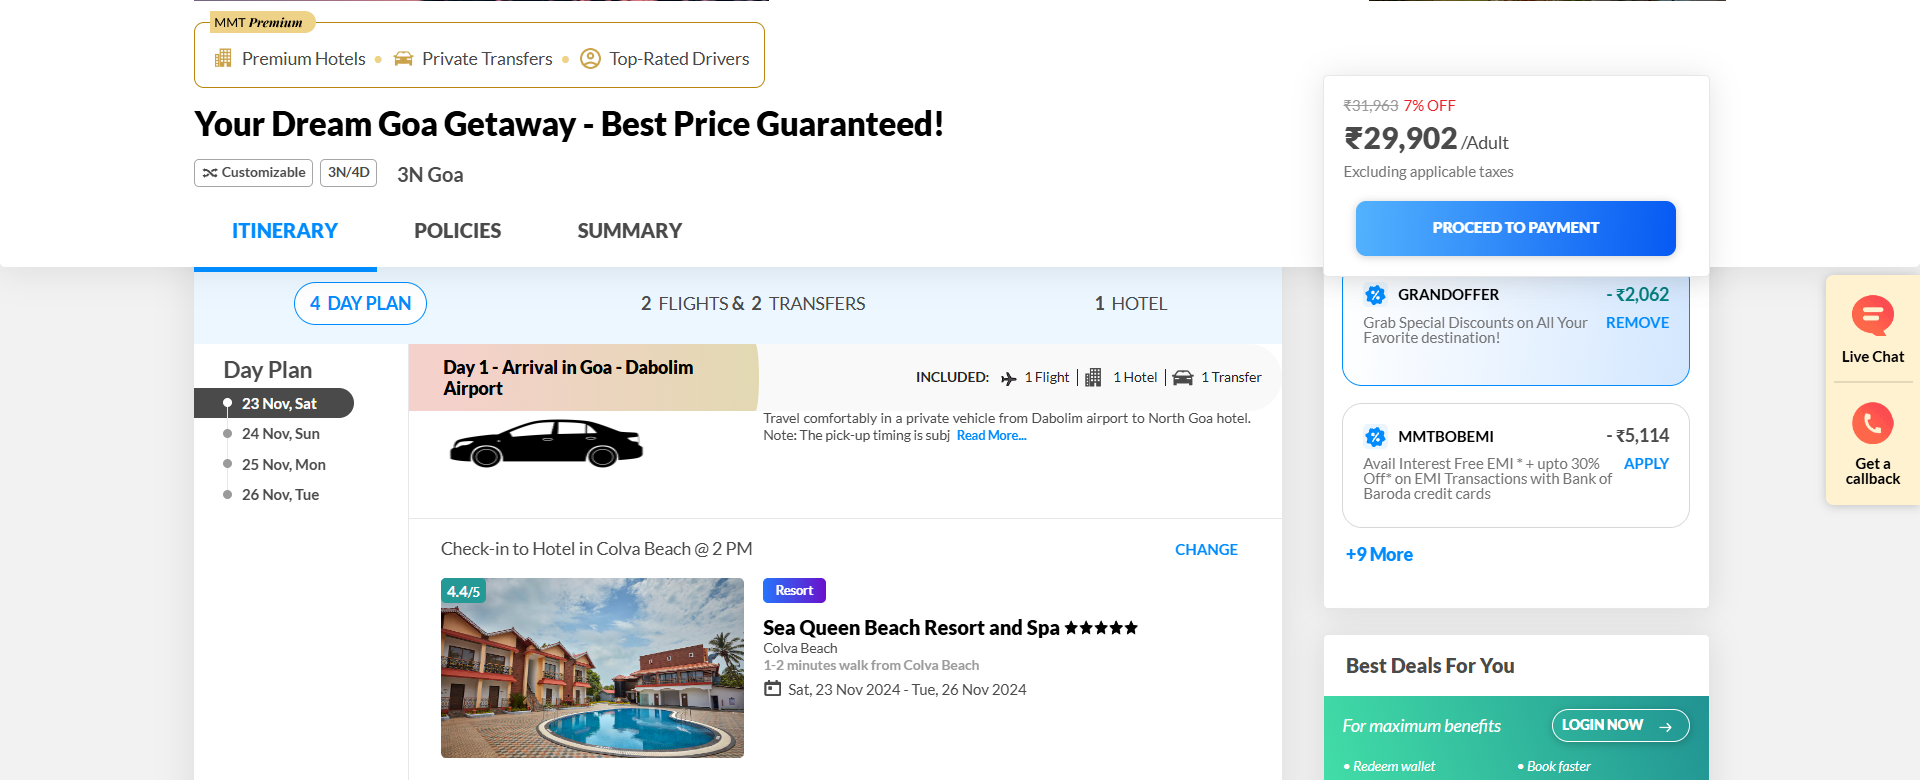 MMT Premium
Premium Hotels • Private Transfers • Top-Rated Drivers
Your Dream Goa Getaway - Best Price Guaranteed!
Customizable 3N/4D 3N Goa
ITINERARY POLICIES SUMMARY
₹31,963 7% OFF
₹29,902 /Adult
Excluding applicable taxes
PROCEED TO PAYMENT
4 DAY PLAN 2 FLIGHTS & 2 TRANSFERS 1 HOTEL
Day Plan
23 Nov, Sat
24 Nov, Sun
25 Nov, Mon
26 Nov, Tue
Day 1 - Arrival in Goa - Dabolim
Airport
INCLUDED: 1 Flight | 1 Hotel | 1 Transfer
Travel comfortably in a private vehicle from Dabolim airport to North Goa hotel.
Note: The pick-up timing is subj Read More...
Check-in to Hotel in Colva Beach @ 2 PM CHANGE
4.4/5
Resort
Sea Queen Beach Resort and Spa ★★★★★
Colva Beach
1-2 minutes walk from Colva Beach
Sat, 23 Nov 2024 - Tue, 26 Nov 2024
GRANDOFFER - ₹2,062
Grab Special Discounts on All Your REMOVE
Favorite destination!
MMTBOBEMI - ₹5,114
Avail Interest Free EMI * + upto 30% APPLY
Off* on EMI Transactions with Bank of
Baroda credit cards
+9 More
Best Deals For You
For maximum benefits LOGIN NOW →
• Redeem wallet • Book faster
Live Chat
Get a
callback